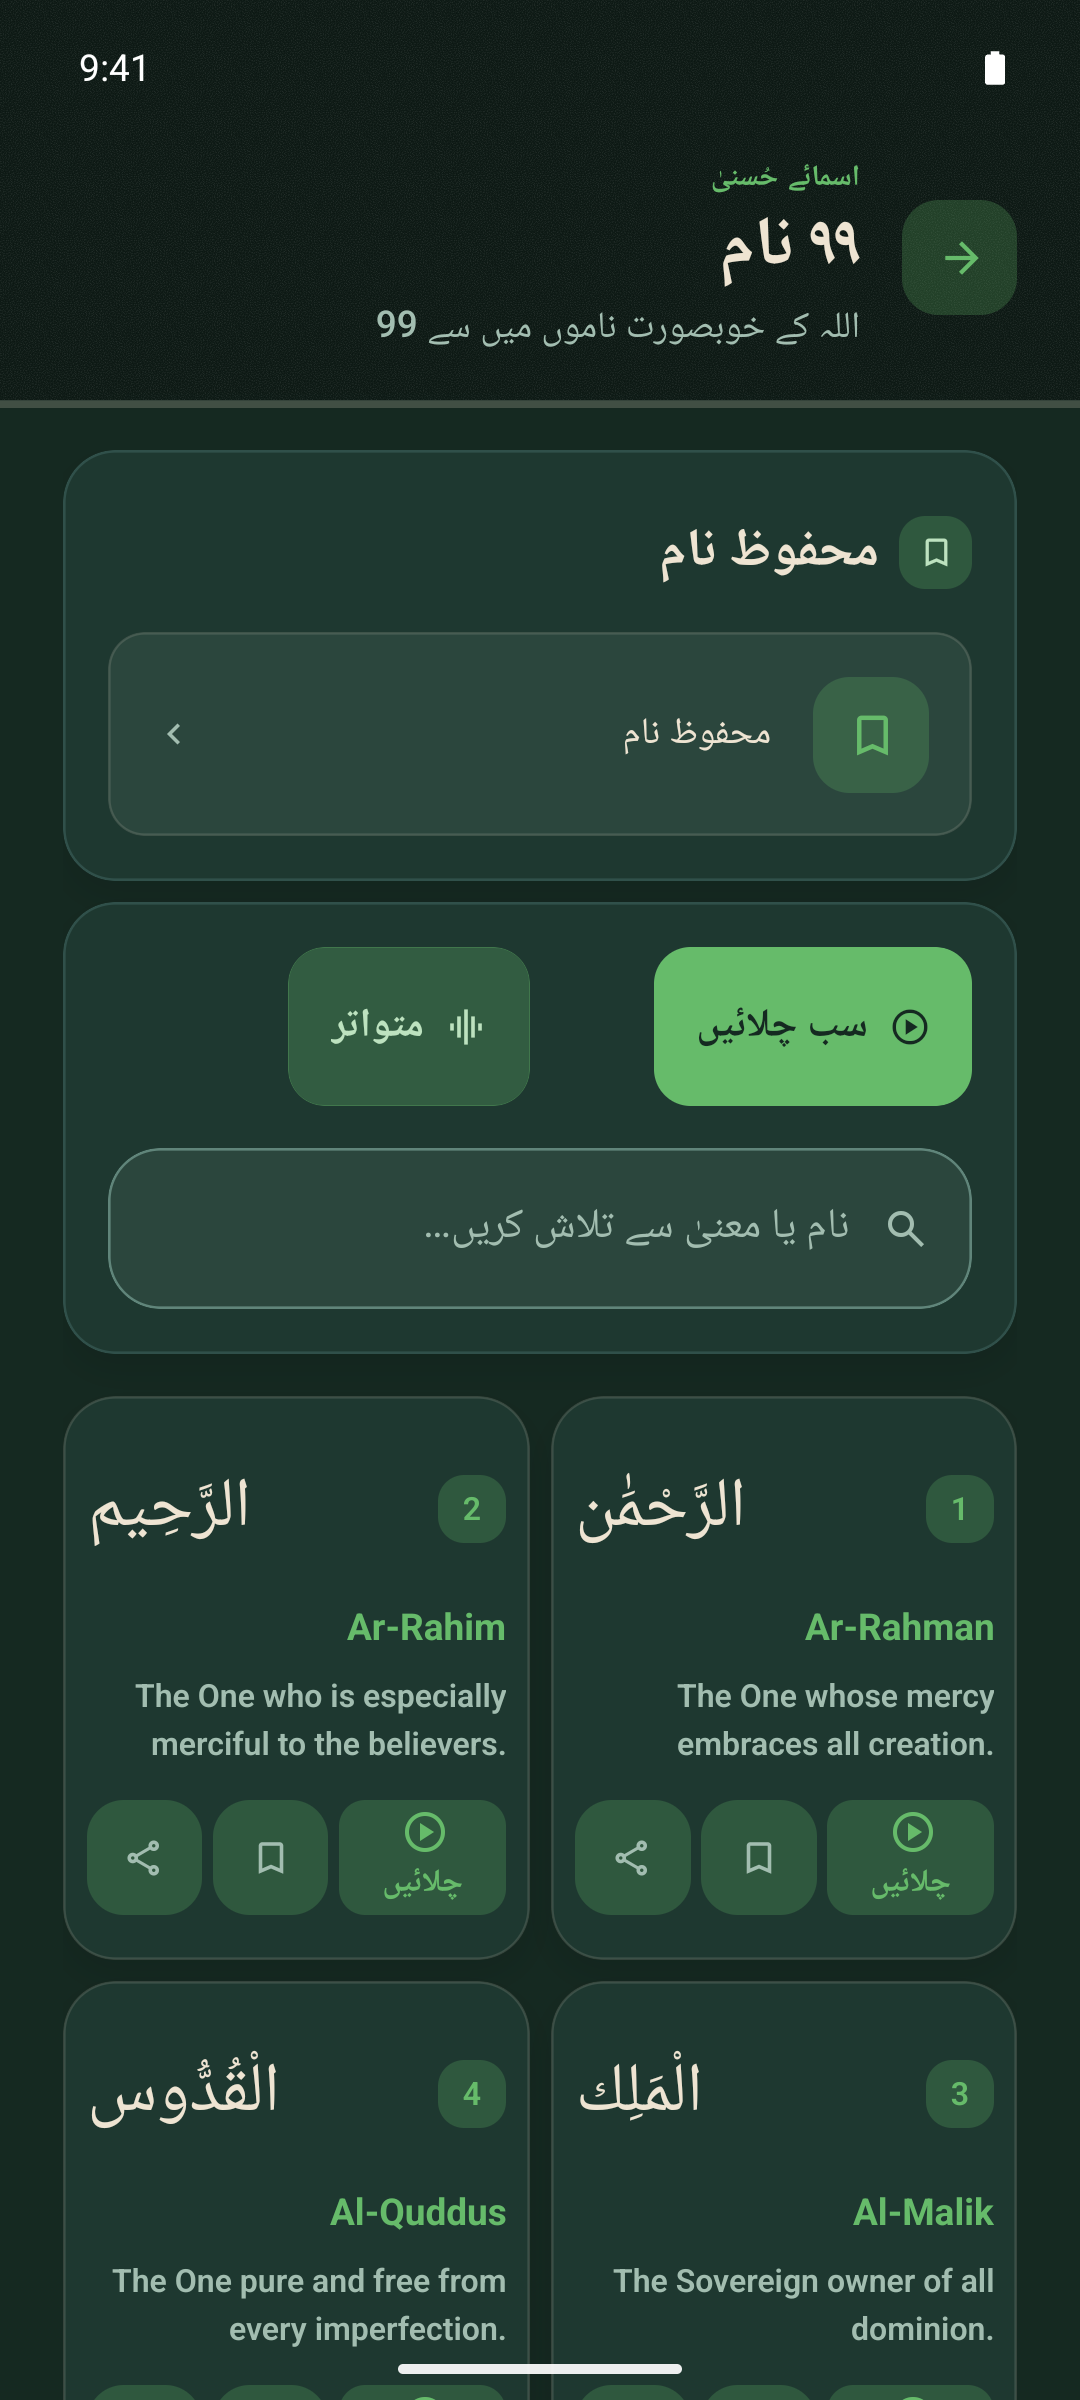 9:41
اسمائے حُسنیٰ
۹۹ نام
اللہ کے خوبصورت ناموں میں سے 99
محفوظ نام
محفوظ نام
سب چلائیں
متواتر
نام یا معنیٰ سے تلاش کریں...
1
الرَّحْمَٰن
Ar-Rahman
The One whose mercy
embraces all creation.
چلائیں
2
الرَّحِيم
Ar-Rahim
The One who is especially
merciful to the believers.
چلائیں
3
الْمَلِك
Al-Malik
The Sovereign owner of all
dominion.
4
الْقُدُّوس
Al-Quddus
The One pure and free from
every imperfection.